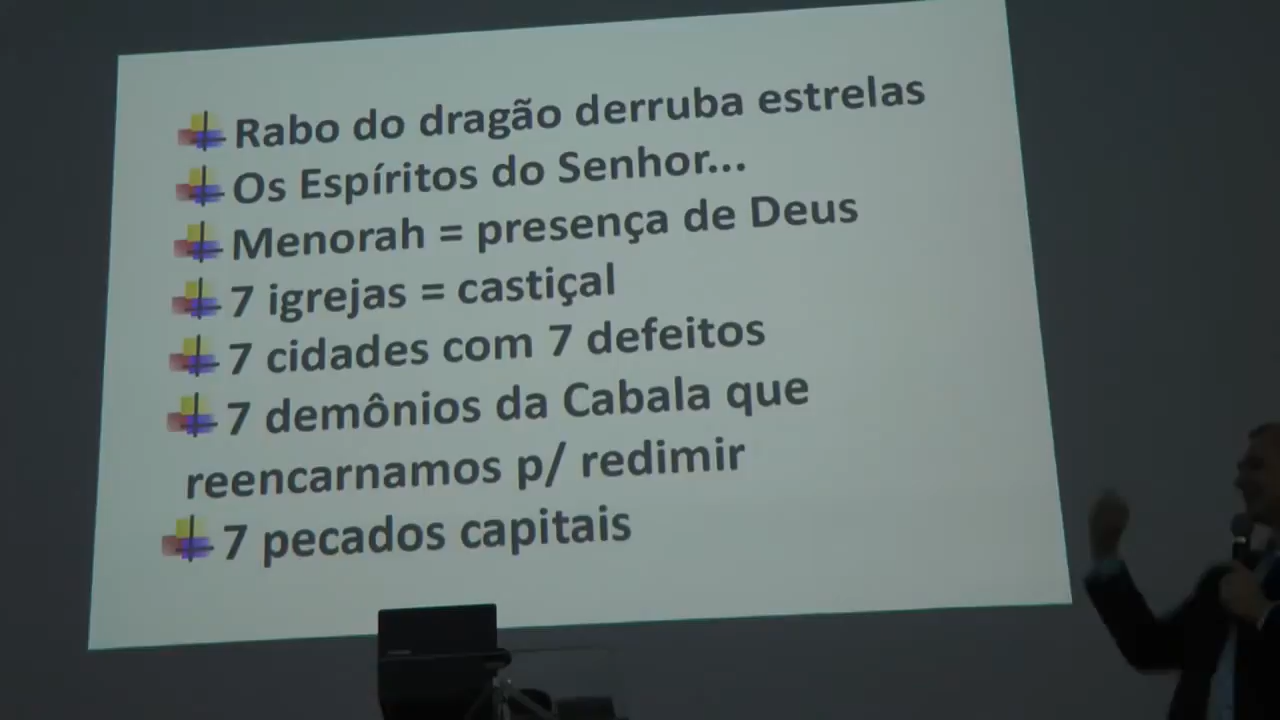 Rabo do dragão derruba estrelas
Os Espíritos do Senhor...
Menorah = presença de Deus
7 igrejas = castiçal
7 cidades com 7 defeitos
7 demônios da Cabala que
reencarnamos p/ redimir
7 pecados capitais